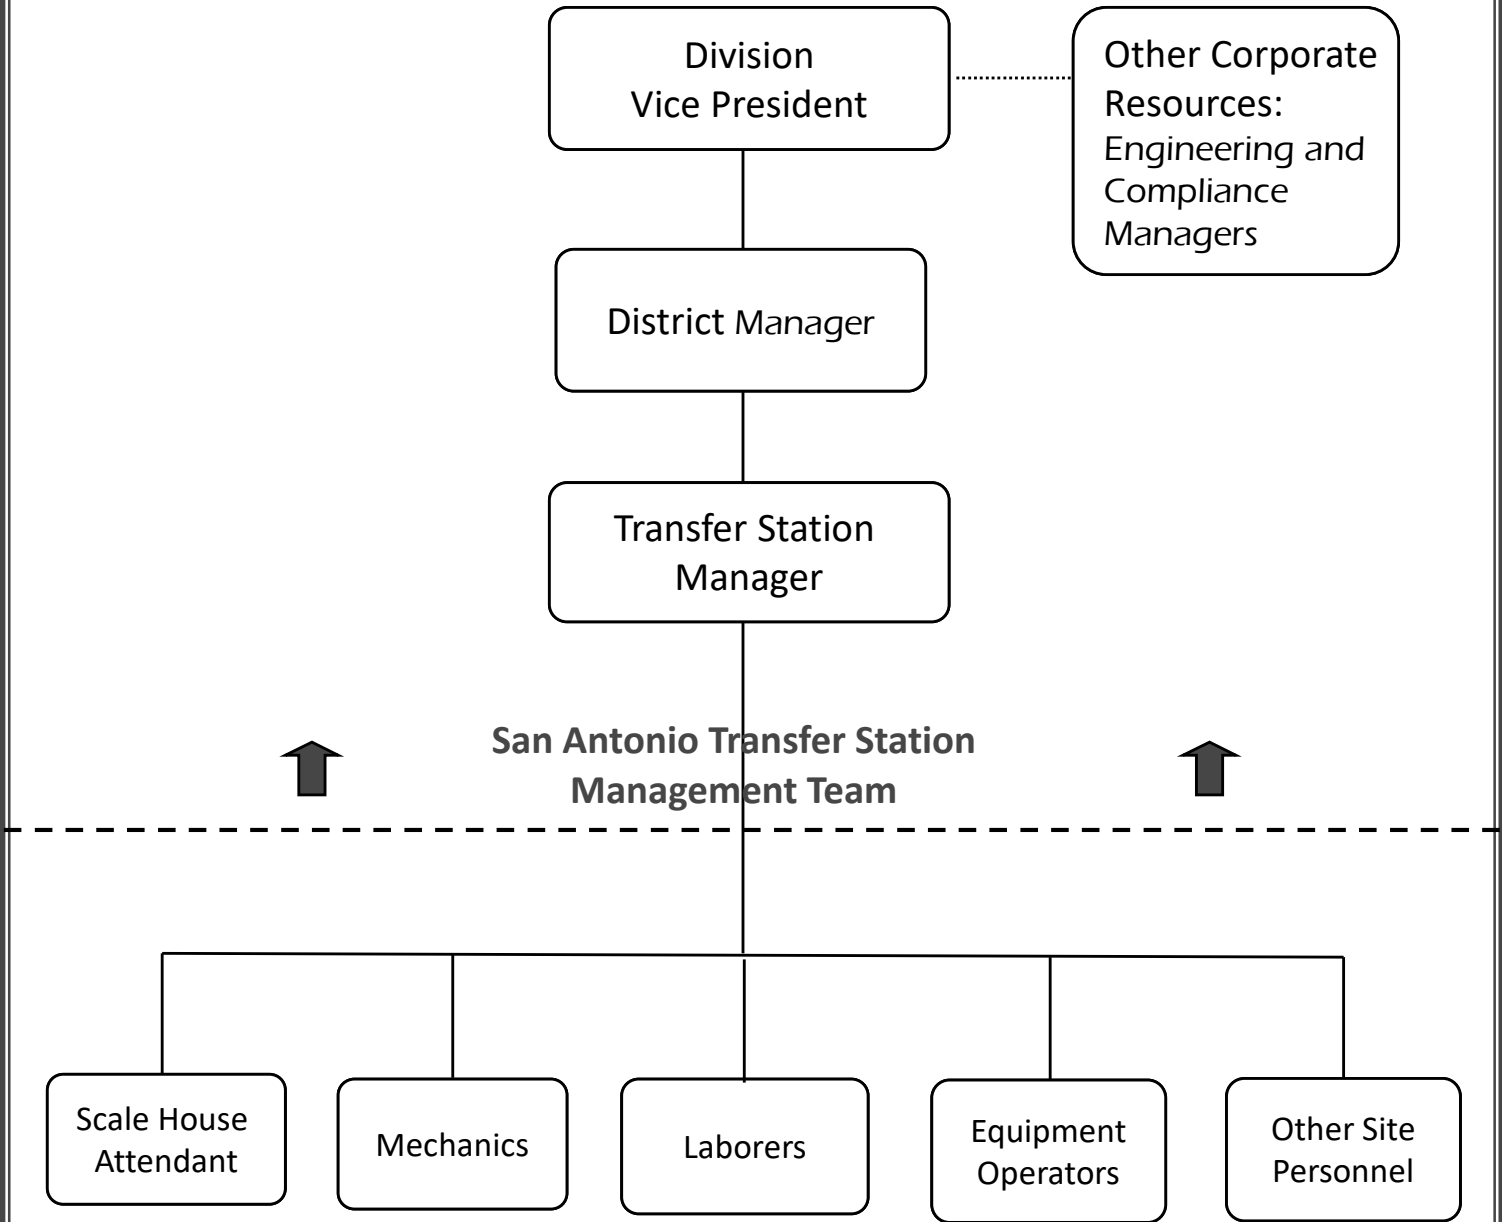 Division
Vice President
Other Corporate
Resources:
Engineering and
Compliance
Managers
District Manager
Transfer Station
Manager
San Antonio Transfer Station
Management Team
Scale House
Attendant
Mechanics
Laborers
Equipment
Operators
Other Site
Personnel